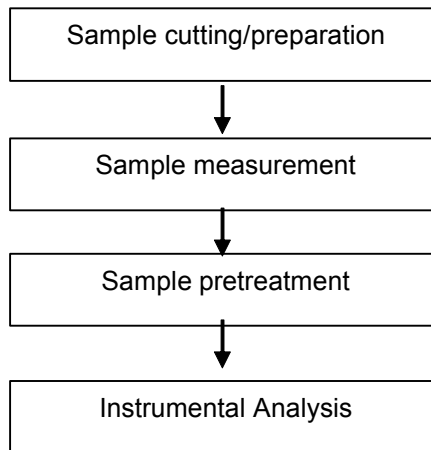 Sample cutting/preparation
Sample measurement
Sample pretreatment
Instrumental Analysis